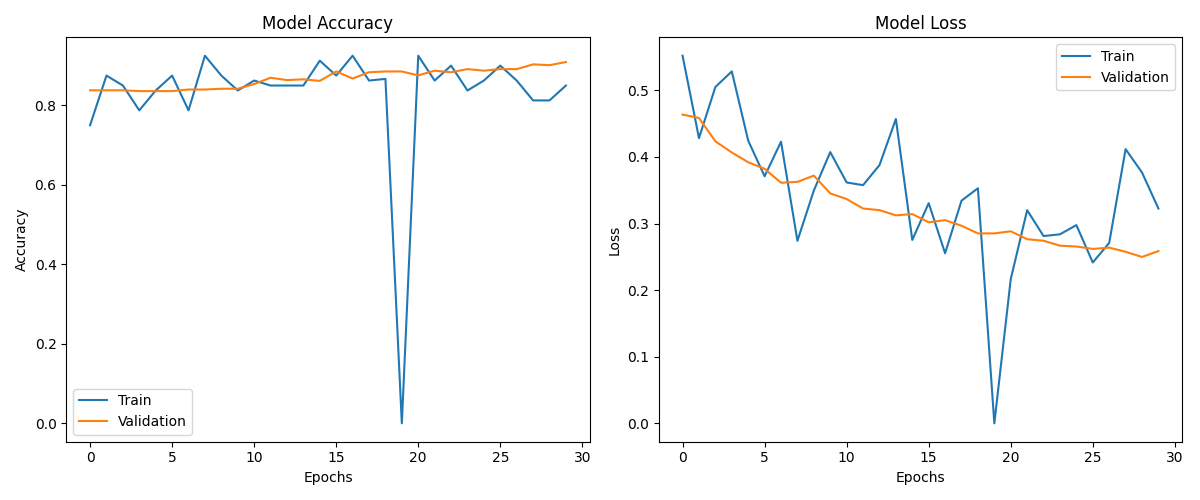 Model Accuracy
Accuracy
0.8
0.6
0.4
0.2
0.0
Train
Validation
0 5 10 15 20 25 30
Epochs
Model Loss
Loss
0.5
0.4
0.3
0.2
0.1
0.0
Train
Validation
0 5 10 15 20 25 30
Epochs